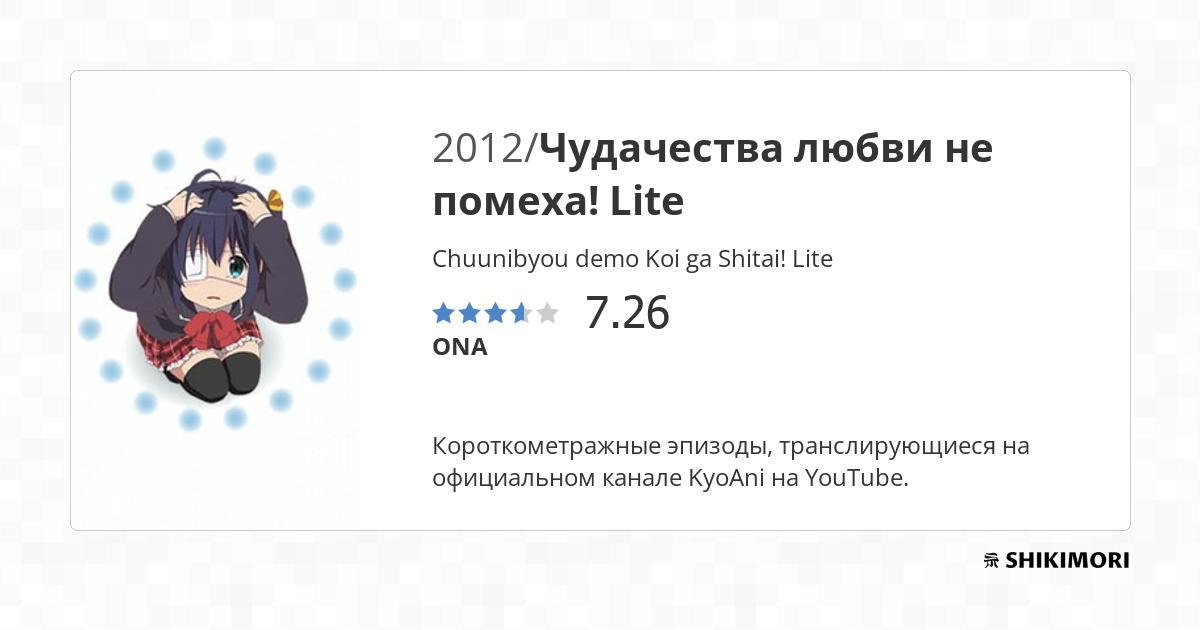 2012/Чудачества любви не
помеха! Lite
Chuunibyou demo Koi ga Shitai! Lite
7.26
ONA
Короткометражные эпизоды, транслирующиеся на
официальном канале KyoAni на YouTube.
SHIKIMORI